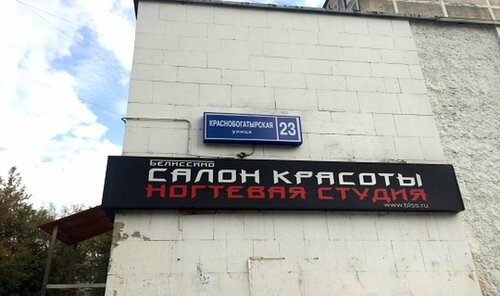 КРАСНОБОГАТЫРСКАЯ
улица
23
Белиссимо
САЛОН КРАСОТЫ
НОГТЕВАЯ СТУДИЯ
www.blss.ru